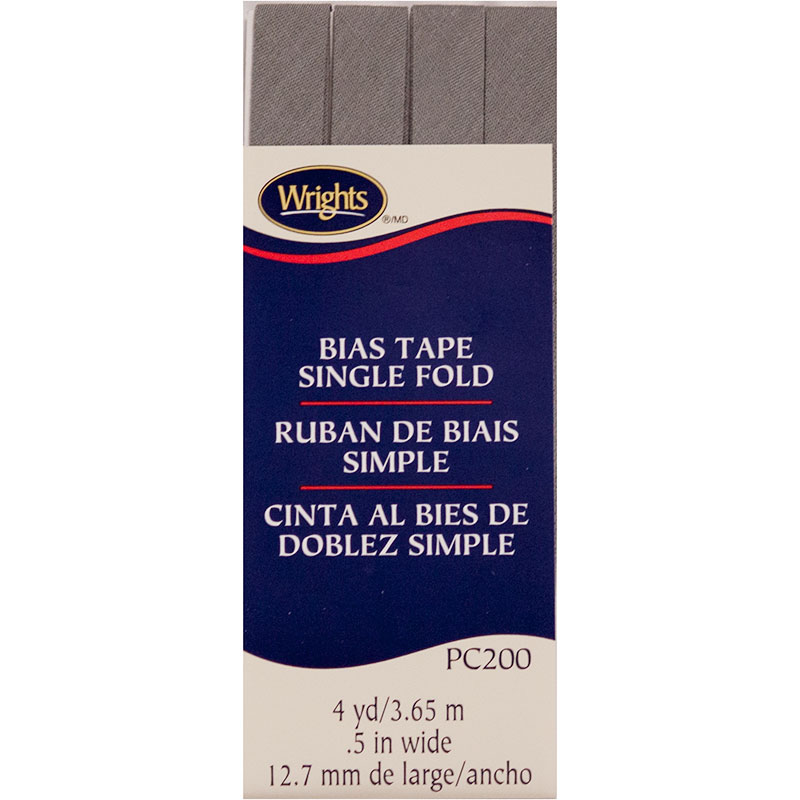 Wrights
®/MD
BIAS TAPE
SINGLE FOLD
RUBAN DE BIAIS
SIMPLE
CINTA AL BIES DE
DOBLEZ SIMPLE
PC200
4 yd/3.65 m
.5 in wide
12.7 mm de large/ancho